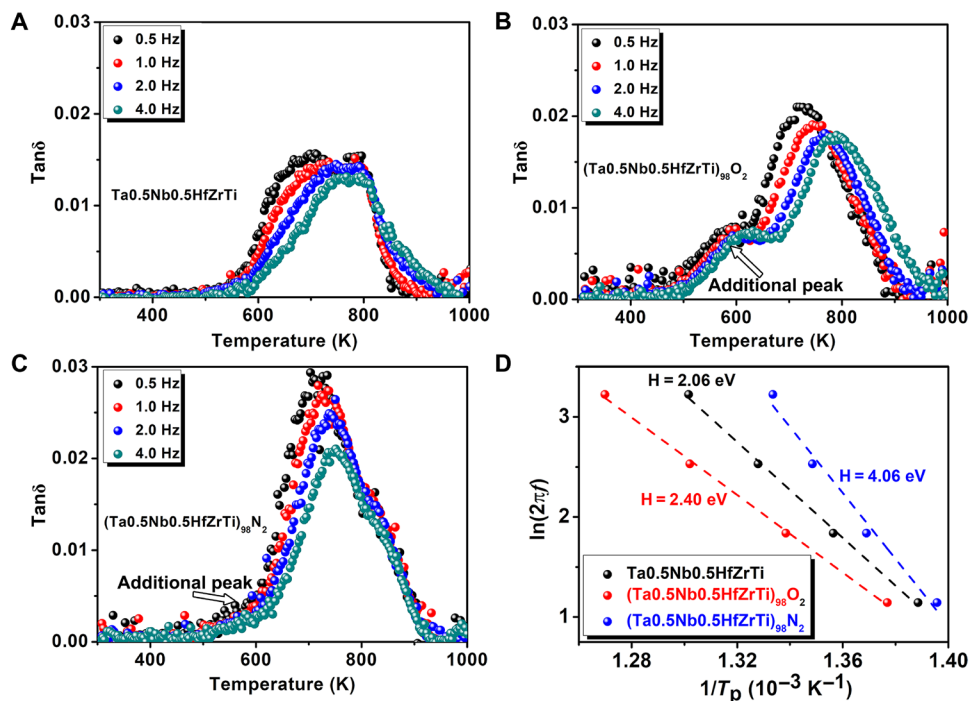 A
0.03
0.02
0.01
0.00
Tanδ
0.5 Hz
1.0 Hz
2.0 Hz
4.0 Hz
Ta0.5Nb0.5HfZrTi
400 600 800 1000
Temperature (K)
B
0.03
0.02
0.01
0.00
Tanδ
0.5 Hz
1.0 Hz
2.0 Hz
4.0 Hz
(Ta0.5Nb0.5HfZrTi)₉₈O₂
Additional peak
400 600 800 1000
Temperature (K)
C
0.03
0.02
0.01
0.00
Tanδ
0.5 Hz
1.0 Hz
2.0 Hz
4.0 Hz
(Ta0.5Nb0.5HfZrTi)₉₈N₂
Additional peak
400 600 800 1000
Temperature (K)
D
3
2
1
ln(2πf)
H = 2.06 eV
H = 4.06 eV
H = 2.40 eV
Ta0.5Nb0.5HfZrTi
(Ta0.5Nb0.5HfZrTi)₉₈O₂
(Ta0.5Nb0.5HfZrTi)₉₈N₂
1.28 1.32 1.36 1.40
1/Tₚ (10⁻³ K⁻¹)